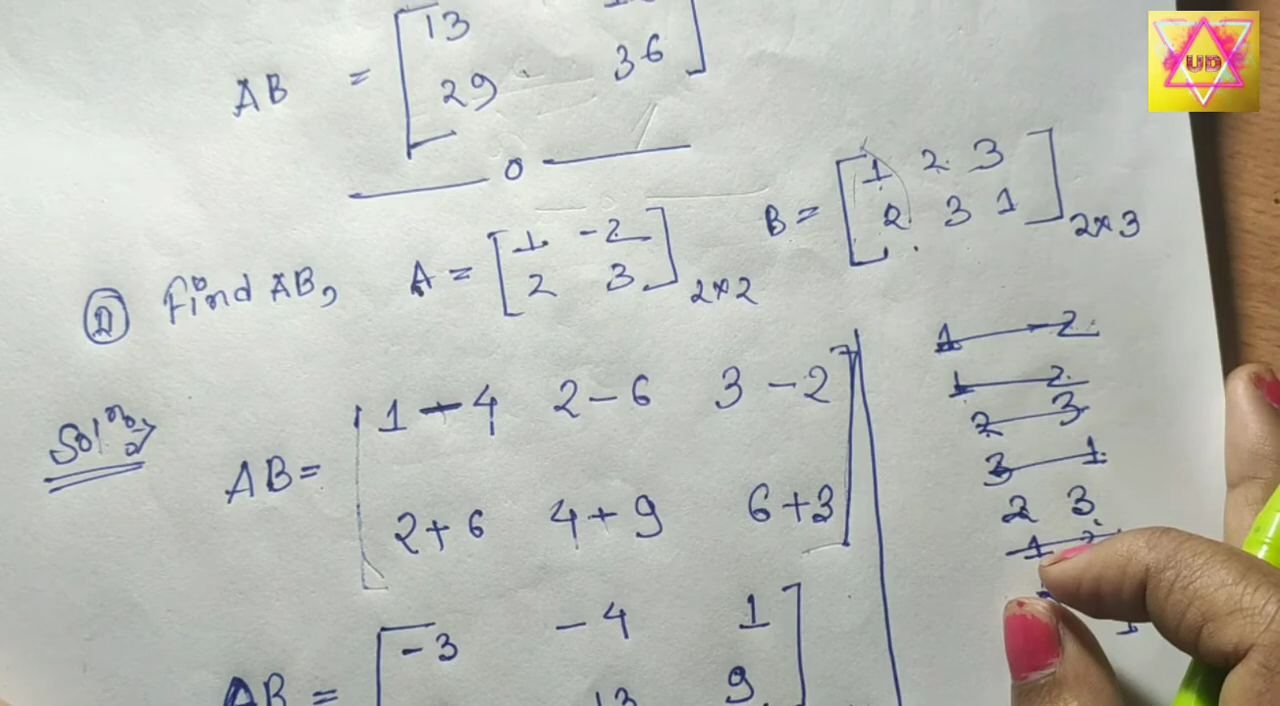 UD
AB = [13
29 36]
0
② Find AB, A = [1 -2
2 3] 2×2 B = [1 2 3
2 3 1] 2×3
Solⁿ⇒
AB = [1-4 2-6 3-2
2+6 4+9 6+3]
AB = [-3 -4 1
13 9
1 -2
1 2
2 3
3 1
2 3
1